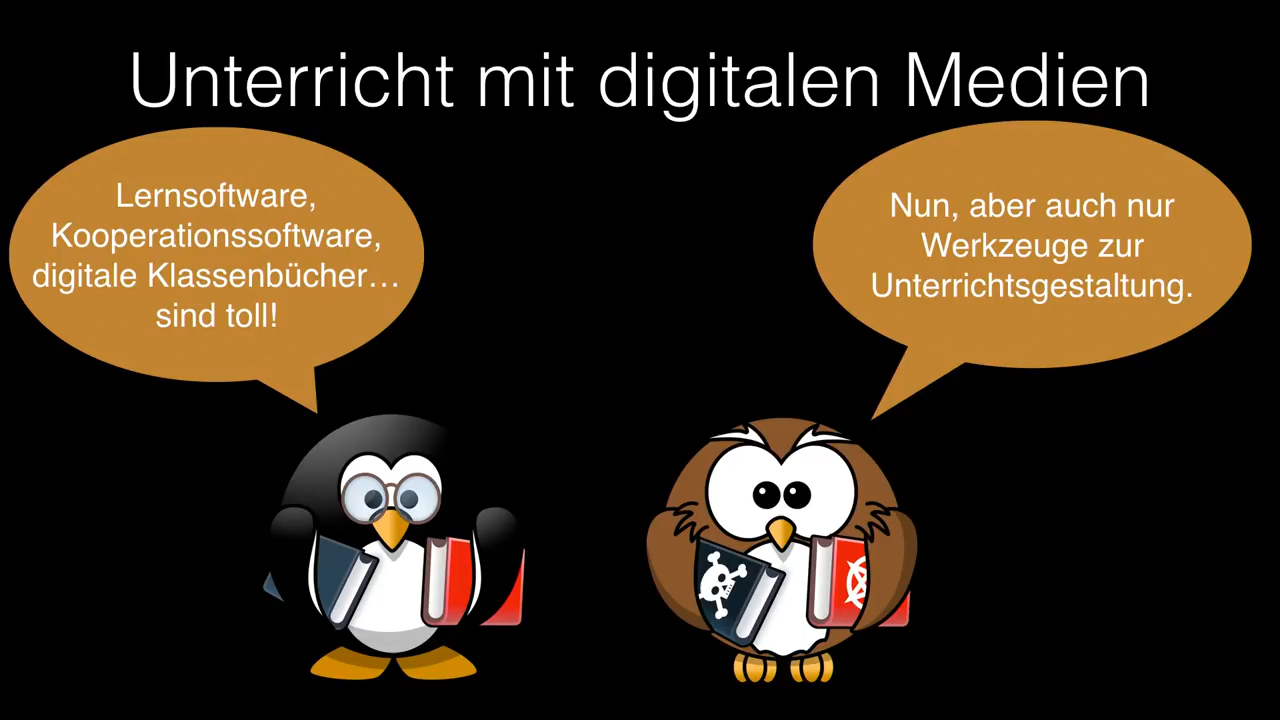 Unterricht mit digitalen Medien
Lernsoftware,
Kooperationssoftware,
digitale Klassenbücher…
sind toll!
Nun, aber auch nur
Werkzeuge zur
Unterrichtsgestaltung.